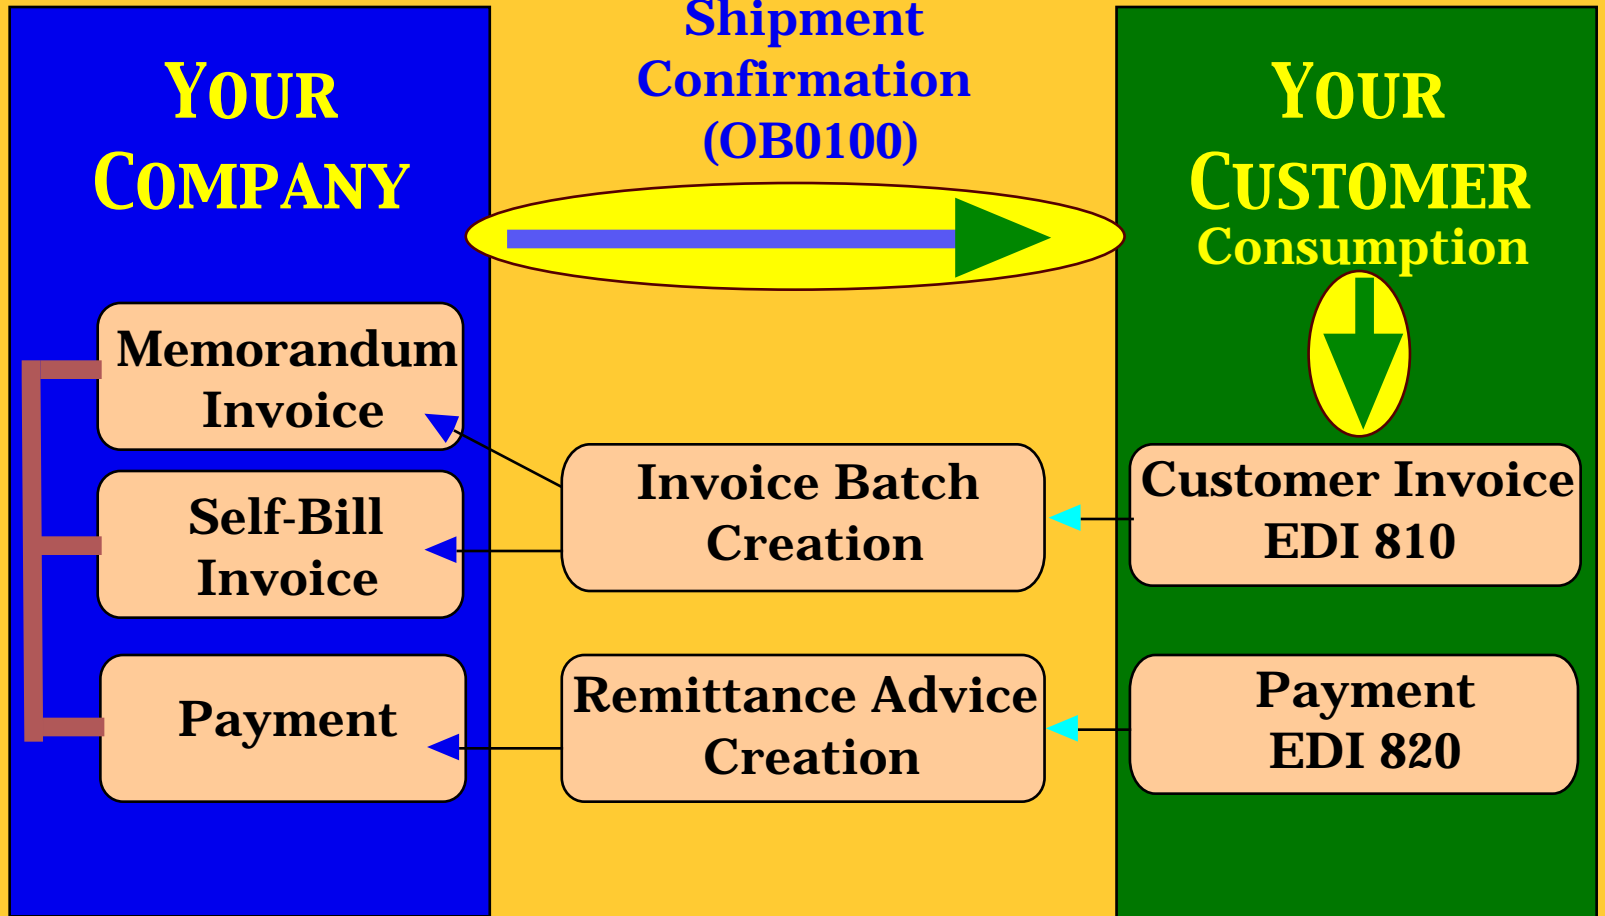 Shipment
Confirmation
(OB0100)
YOUR
COMPANY
YOUR
CUSTOMER
Consumption
Memorandum
Invoice
Self-Bill
Invoice
Payment
Invoice Batch
Creation
Remittance Advice
Creation
Customer Invoice
EDI 810
Payment
EDI 820